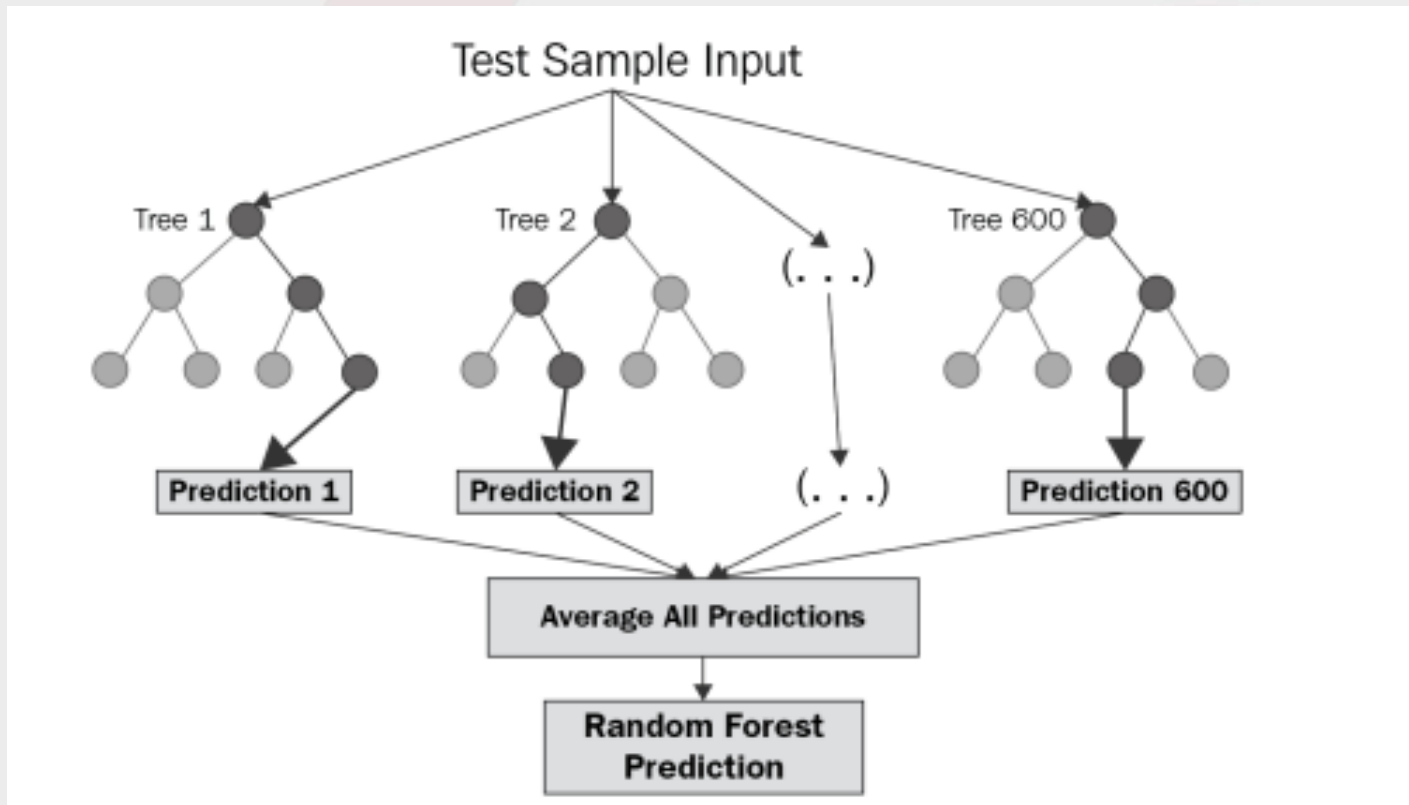 Test Sample Input
Tree 1
Tree 2
Tree 600
(. . .)
(. . .)
Prediction 1
Prediction 2
Prediction 600
Average All Predictions
Random Forest
Prediction